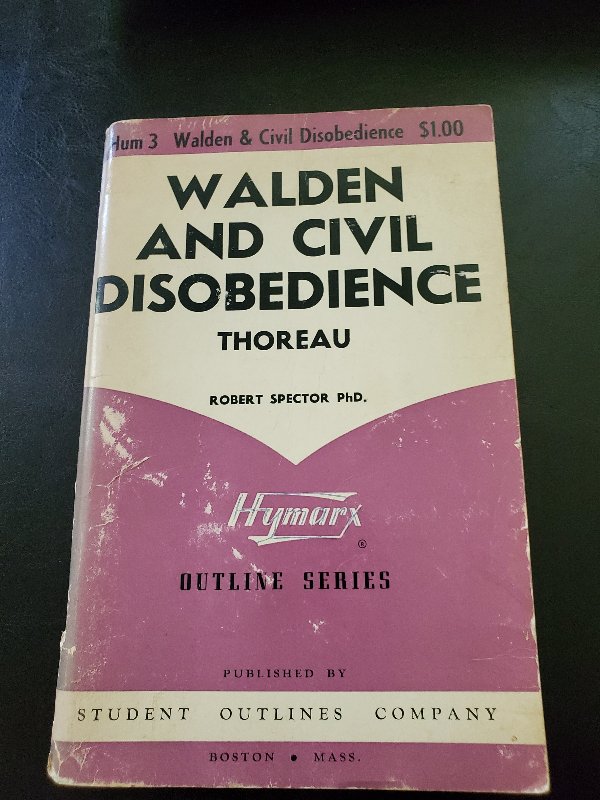 Hum 3 Walden & Civil Disobedience $1.00
WALDEN
AND CIVIL
DISOBEDIENCE
THOREAU
ROBERT SPECTOR PhD.
Hymarx
®
OUTLINE SERIES
PUBLISHED BY
STUDENT OUTLINES COMPANY
BOSTON • MASS.